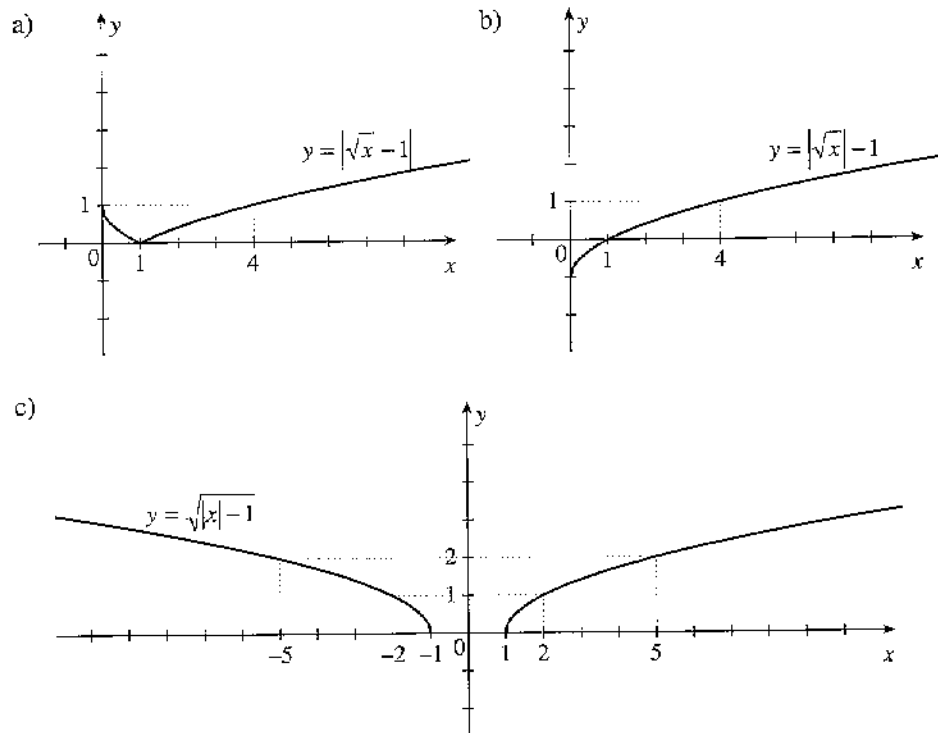 a)
y
y = |√x − 1|
1
0
1
4
x
b)
y
y = |√x| − 1
1
0
1
4
x
c)
y
y = √|x| − 1
2
1
−5
−2
−1
0
1
2
5
x